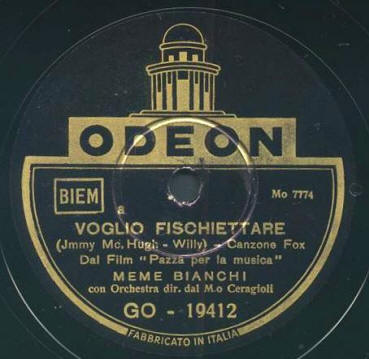 ODEON
BIEM
Mo 7774
a
VOGLIO FISCHIETTARE
(Jmmy Mc. Hugh - Willy) - Canzone Fox
Dal Film "Pazza per la musica"
MEME BIANCHI
con Orchestra dir. dal M.o Ceragioli
GO - 19412
FABBRICATO IN ITALIA